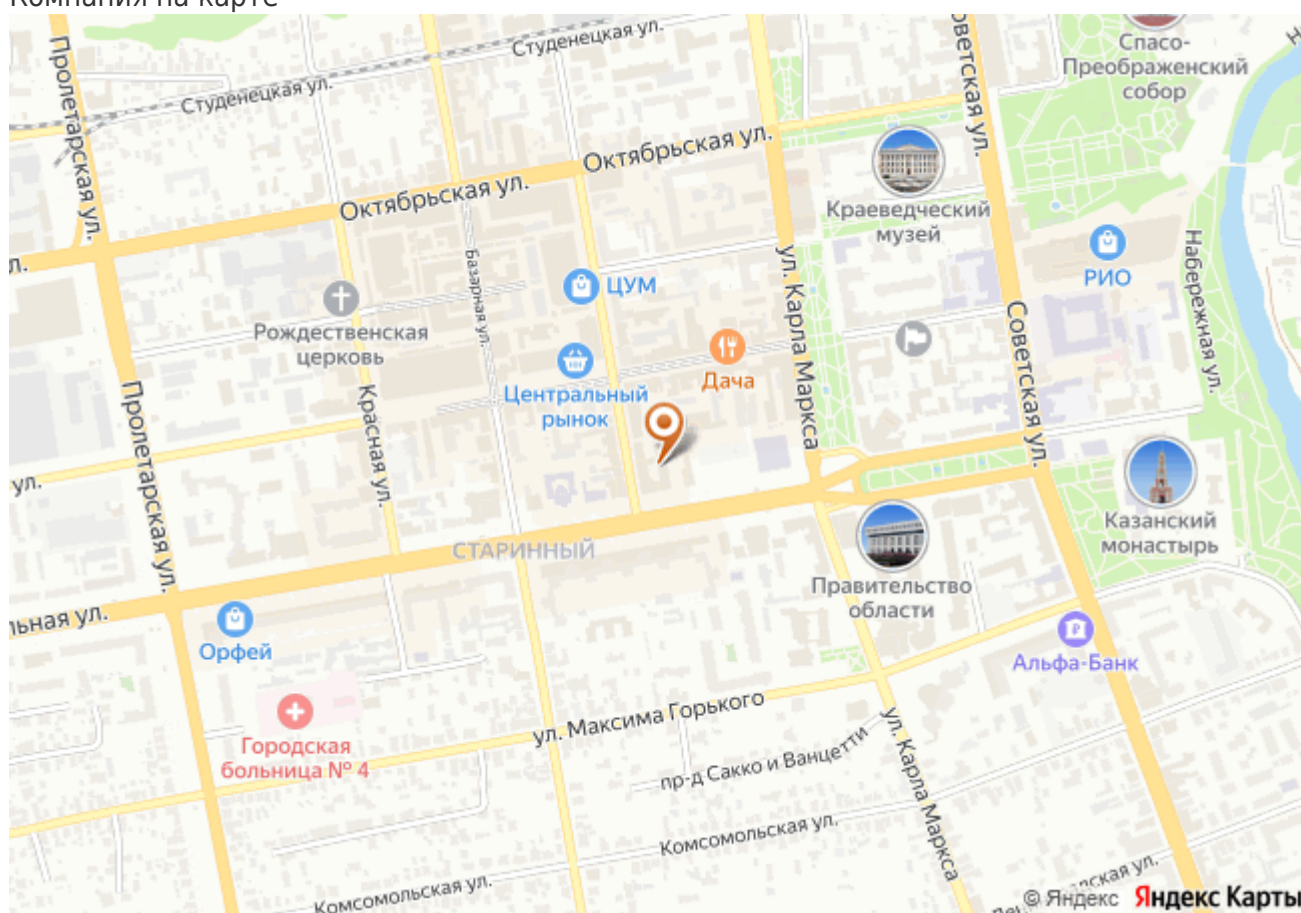 Компания на карте
Пролетарская ул.
Студенецкая ул.
Студенецкая ул.
Советская ул.
Спасо-
Преображенский
собор
Октябрьская ул.
Октябрьская ул.
Краеведческий
музей
Базарная ул.
ул. Карла Маркса
Набережная ул.
РИО
ЦУМ
Рождественская
церковь
Советская ул.
Дача
Центральный
рынок
Пролетарская ул.
Красная ул.
ул.
Казанский
монастырь
СТАРИННЫЙ
Правительство
области
льная ул.
Орфей
Альфа-Банк
ул. Максима Горького
Городская
больница № 4
пр-д Сакко и Ванцетти
ул. Карла Маркса
Комсомольская ул.
Комсомольская ул.
© Яндекс Яндекс Карты